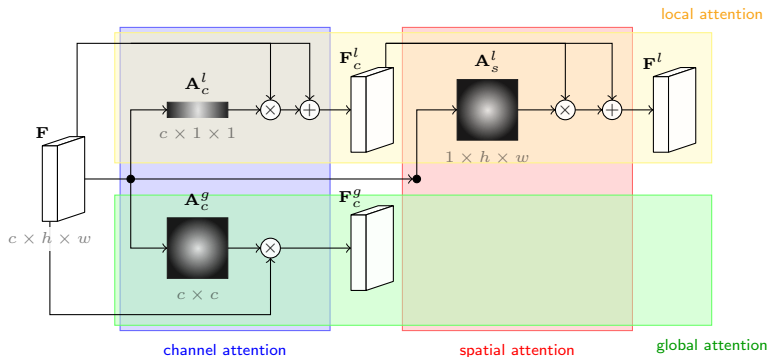 local attention
F
A_c^l
c × 1 × 1
×
+
F_c^l
A_s^l
1 × h × w
×
+
F^l
c × h × w
A_c^g
c × c
×
F_c^g
channel attention
spatial attention
global attention